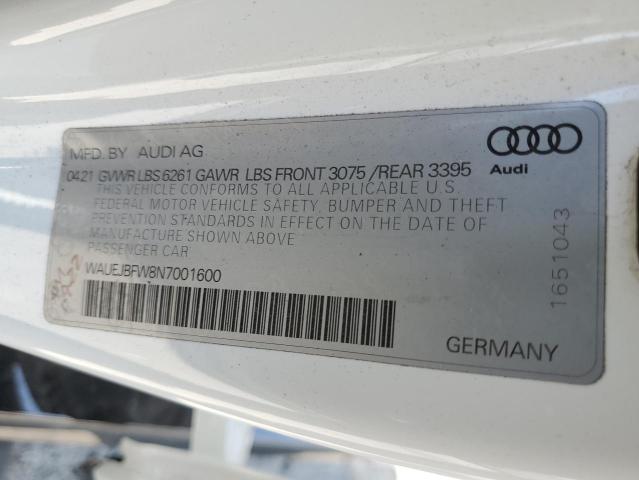 MFD. BY AUDI AG
0421 GVWR LBS 6261 GAWR LBS FRONT 3075 /REAR 3395
THIS VEHICLE CONFORMS TO ALL APPLICABLE U.S.
FEDERAL MOTOR VEHICLE SAFETY, BUMPER AND THEFT
PREVENTION STANDARDS IN EFFECT ON THE DATE OF
MANUFACTURE SHOWN ABOVE
PASSENGER CAR
WAUEJBFW8N7001600
GERMANY
Audi
1651043